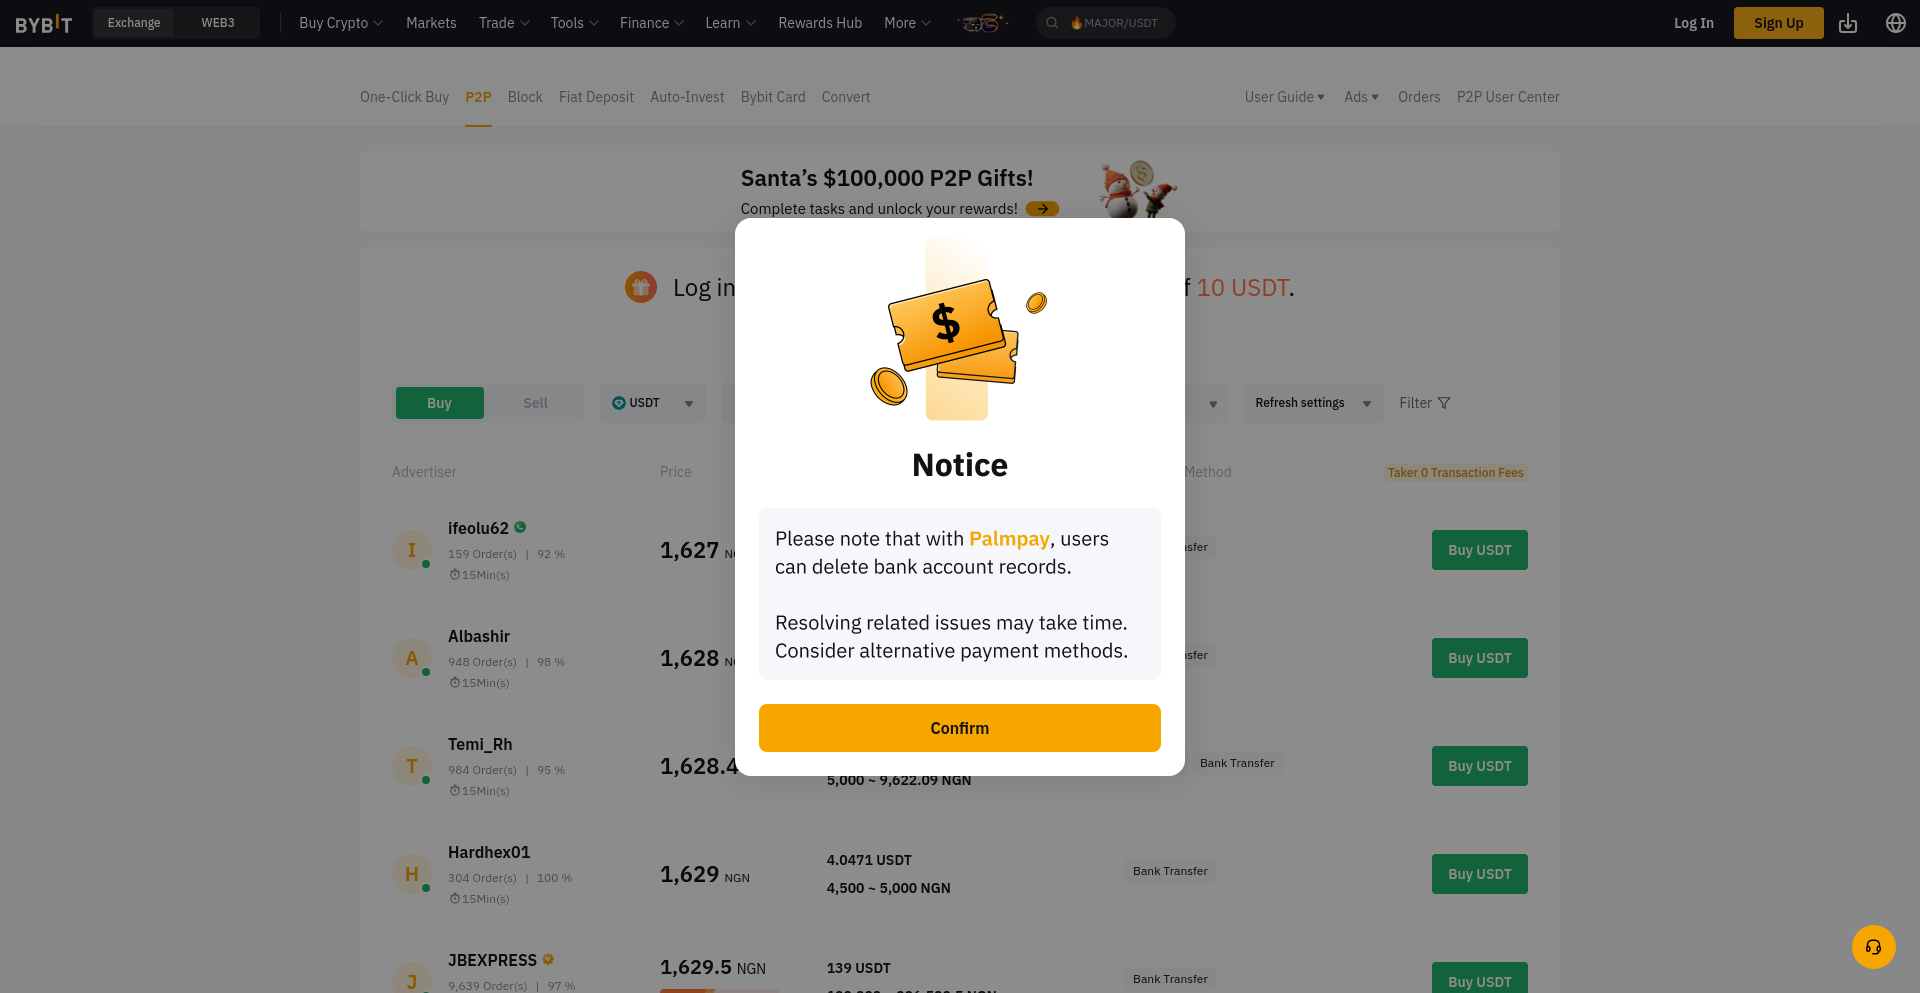 BYBIT
Exchange
WEB3
Buy Crypto
Markets
Trade
Tools
Finance
Learn
Rewards Hub
More
MAJOR/USDT
Log In
Sign Up
One-Click Buy
P2P
Block
Fiat Deposit
Auto-Invest
Bybit Card
Convert
User Guide
Ads
Orders
P2P User Center
Santa's $100,000 P2P Gifts!
Complete tasks and unlock your rewards!
Log in
10 USDT.
Buy
Sell
USDT
Refresh settings
Filter
Advertiser
Price
Method
Taker 0 Transaction Fees
ifeolu62
159 Order(s) | 92 %
15Min(s)
1,627
Buy USDT
Albashir
948 Order(s) | 98 %
15Min(s)
1,628
Buy USDT
Temi_Rh
984 Order(s) | 95 %
15Min(s)
1,628.4
5,000 ~ 9,622.09 NGN
Bank Transfer
Buy USDT
Hardhex01
304 Order(s) | 100 %
15Min(s)
1,629 NGN
4.0471 USDT
4,500 ~ 5,000 NGN
Bank Transfer
Buy USDT
JBEXPRESS
9,639 Order(s) | 97 %
1,629.5 NGN
139 USDT
Bank Transfer
Buy USDT
$
Notice
Please note that with Palmpay, users
can delete bank account records.
Resolving related issues may take time.
Consider alternative payment methods.
Confirm
I
A
T
H
J